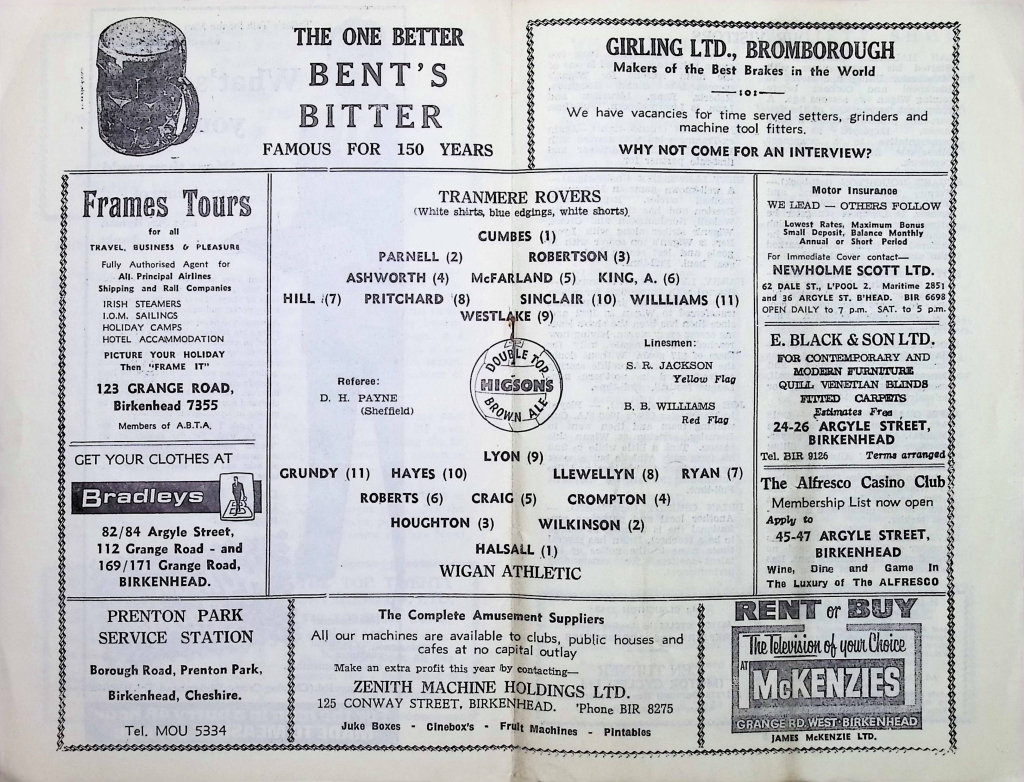 THE ONE BETTER
BENT'S
BITTER
FAMOUS FOR 150 YEARS
GIRLING LTD., BROMBOROUGH
Makers of the Best Brakes in the World
—:o:—
We have vacancies for time served setters, grinders and
machine tool fitters.
WHY NOT COME FOR AN INTERVIEW?
Frames Tours
for all
TRAVEL, BUSINESS & PLEASURE
Fully Authorised Agent for
All Principal Airlines
Shipping and Rail Companies
IRISH STEAMERS
I.O.M. SAILINGS
HOLIDAY CAMPS
HOTEL ACCAMMODATION
PICTURE YOUR HOLIDAY
Then "FRAME IT"
123 GRANGE ROAD,
Birkenhead 7355
Members of A.B.T.A.
GET YOUR CLOTHES AT
Bradleys
82/84 Argyle Street,
112 Grange Road - and
169/171 Grange Road,
BIRKENHEAD.
TRANMERE ROVERS
(White shirts, blue edgings, white shorts)
CUMBES (1)
PARNELL (2) ROBERTSON (3)
ASHWORTH (4) McFARLAND (5) KING, A. (6)
HILL (7) PRITCHARD (8) SINCLAIR (10) WILLLIAMS (11)
WESTLAKE (9)
Referee:
D. H. PAYNE
(Sheffield)
DOUBLE TOP
HIGSON'S
BROWN ALE
Linesmen:
S. R. JACKSON
Yellow Flag
B. B. WILLIAMS
Red Flag
LYON (9)
GRUNDY (11) HAYES (10) LLEWELLYN (8) RYAN (7)
ROBERTS (6) CRAIG (5) CROMPTON (4)
HOUGHTON (3) WILKINSON (2)
HALSALL (1)
WIGAN ATHLETIC
Motor Insurance
WE LEAD — OTHERS FOLLOW
Lowest Rates, Maximum Bonus
Small Deposit, Balance Monthly
Annual or Short Period
For Immediate Cover contact—
NEWHOLME SCOTT LTD.
62 DALE ST., L'POOL 2. Maritime 2851
and 36 ARGYLE ST. B'HEAD. BIR 6698
OPEN DAILY to 7 p.m. SAT. to 5 p.m.
E. BLACK & SON LTD.
FOR CONTEMPORARY AND
MODERN FURNITURE
QUILL VENETIAN BLINDS
FITTED CARPETS
Estimates Free
24-26 ARGYLE STREET,
BIRKENHEAD
Tel. BIR 9126 Terms arranged
The Alfresco Casino Club
Membership List now open
Apply to
45-47 ARGYLE STREET,
BIRKENHEAD
Wine, Dine and Game In
The Luxury of The ALFRESCO
PRENTON PARK
SERVICE STATION
Borough Road, Prenton Park,
Birkenhead, Cheshire.
Tel. MOU 5334
The Complete Amusement Suppliers
All our machines are available to clubs, public houses and
cafes at no capital outlay
Make an extra profit this year by contacting—
ZENITH MACHINE HOLDINGS LTD.
125 CONWAY STREET, BIRKENHEAD. 'Phone BIR 8275
Juke Boxes - Cinebox's - Fruit Machines - Pintables
RENT or BUY
The Television of your Choice
AT
McKENZIES
GRANGE RD. WEST BIRKENHEAD
JAMES McKENZIE LTD.